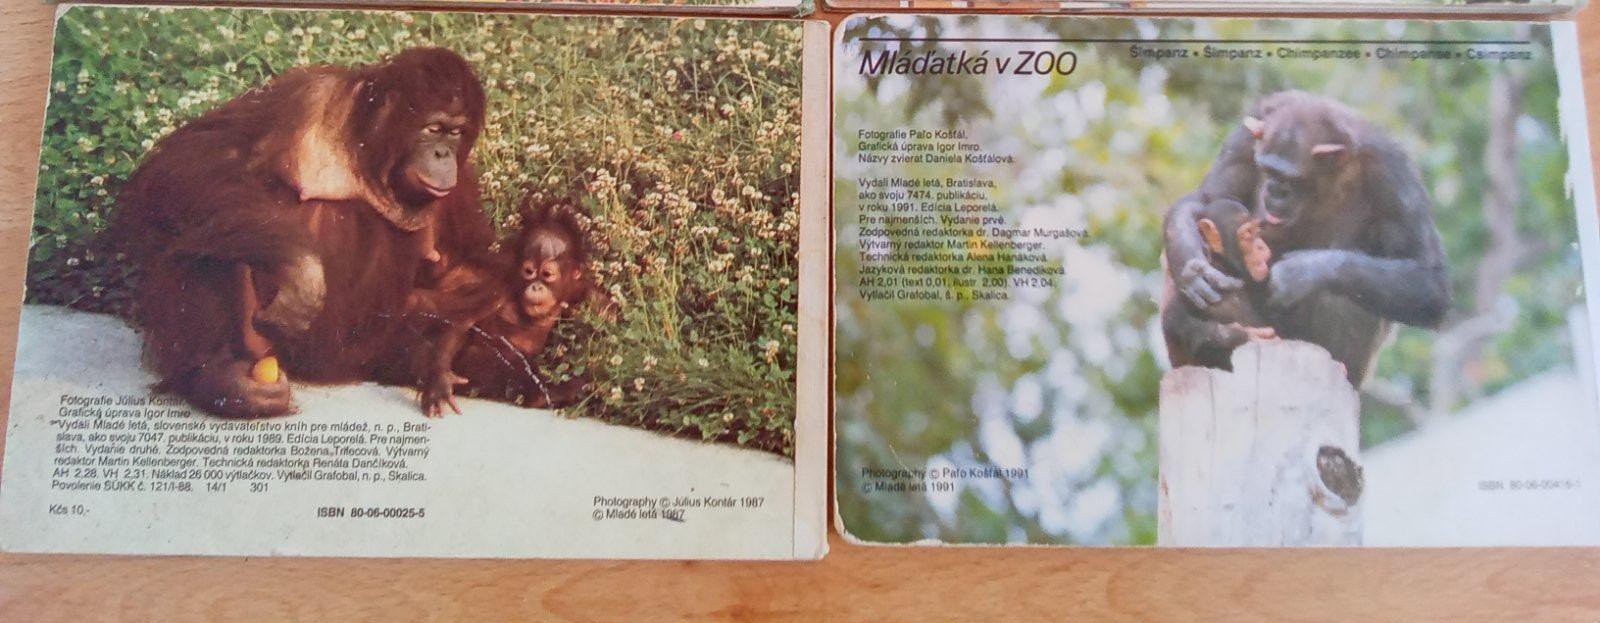 Fotografie Július Kontár.
Grafická úprava Igor Imro.
Vydali Mladé letá, slovenské vydavateľstvo kníh pre mládež, n. p., Brati-
slava, ako svoju 7047. publikáciu, v roku 1989. Edícia Leporelá. Pre najmen-
ších. Vydanie druhé. Zodpovedná redaktorka Božena Trifecová. Výtvarný
redaktor Martin Kellenberger. Technická redaktorka Renáta Dančíková.
AH 2,28. VH 2,31. Náklad 26 000 výtlačkov. Vytlačil Grafobal, n. p., Skalica.
Povolenie SÚKK č. 121/I-88. 14/1 301
Kčs 10,-
ISBN 80-06-00025-5
Photography © Július Kontár 1987
© Mladé letá 1987
Mláďatká v ZOO
Šimpanz • Šimpanz • Chimpanzee • Chimpanse • Csimpánz
Fotografie Paľo Košťál.
Grafická úprava Igor Imro.
Názvy zvierat Daniela Košťálová.
Vydali Mladé letá, Bratislava,
ako svoju 7474. publikáciu,
v roku 1991. Edícia Leporelá.
Pre najmenších. Vydanie prvé.
Zodpovedná redaktorka dr. Dagmar Murgašová.
Výtvarný redaktor Martin Kellenberger.
Technická redaktorka Alena Hanáková.
Jazyková redaktorka dr. Hana Benediková.
AH 2,01 (text 0,01, ilustr. 2,00). VH 2,04.
Vytlačil Grafobal, š. p., Skalica.
Photography © Paľo Košťál 1991
© Mladé letá 1991
ISBN